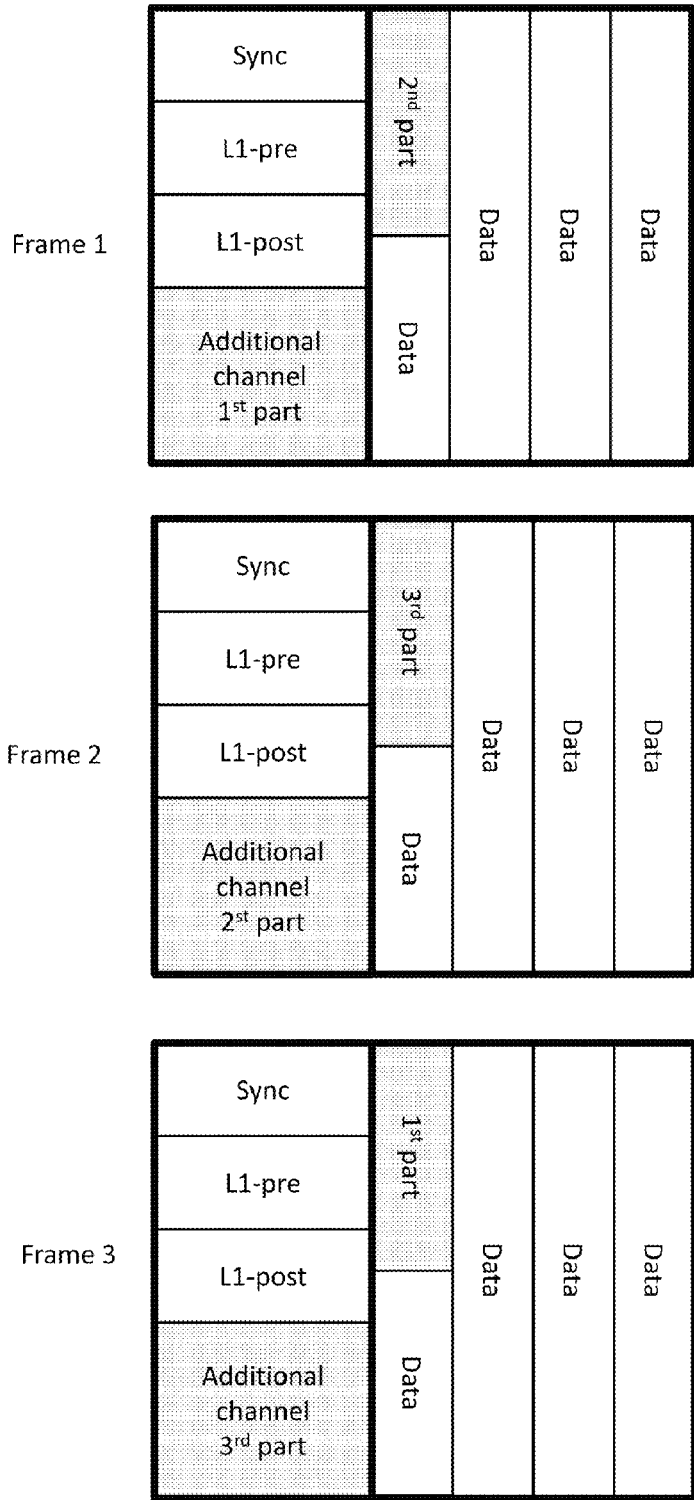 Frame 1
Sync
L1-pre
L1-post
Additional
channel
1st part
2nd part
Data
Data
Data
Data
Frame 2
Sync
L1-pre
L1-post
Additional
channel
2st part
3rd part
Data
Data
Data
Data
Frame 3
Sync
L1-pre
L1-post
Additional
channel
3rd part
1st part
Data
Data
Data
Data